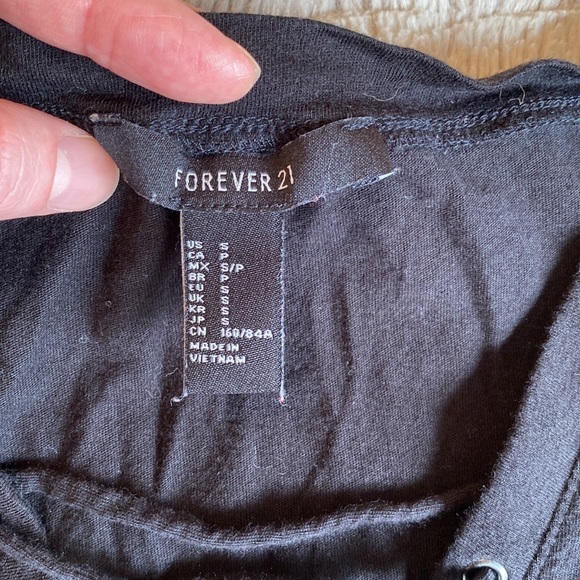 FOREVER 21
US S
CA P
MX S/P
BR P
EU S
UK S
KR S
JP S
CN 160/84A
MADE IN
VIETNAM